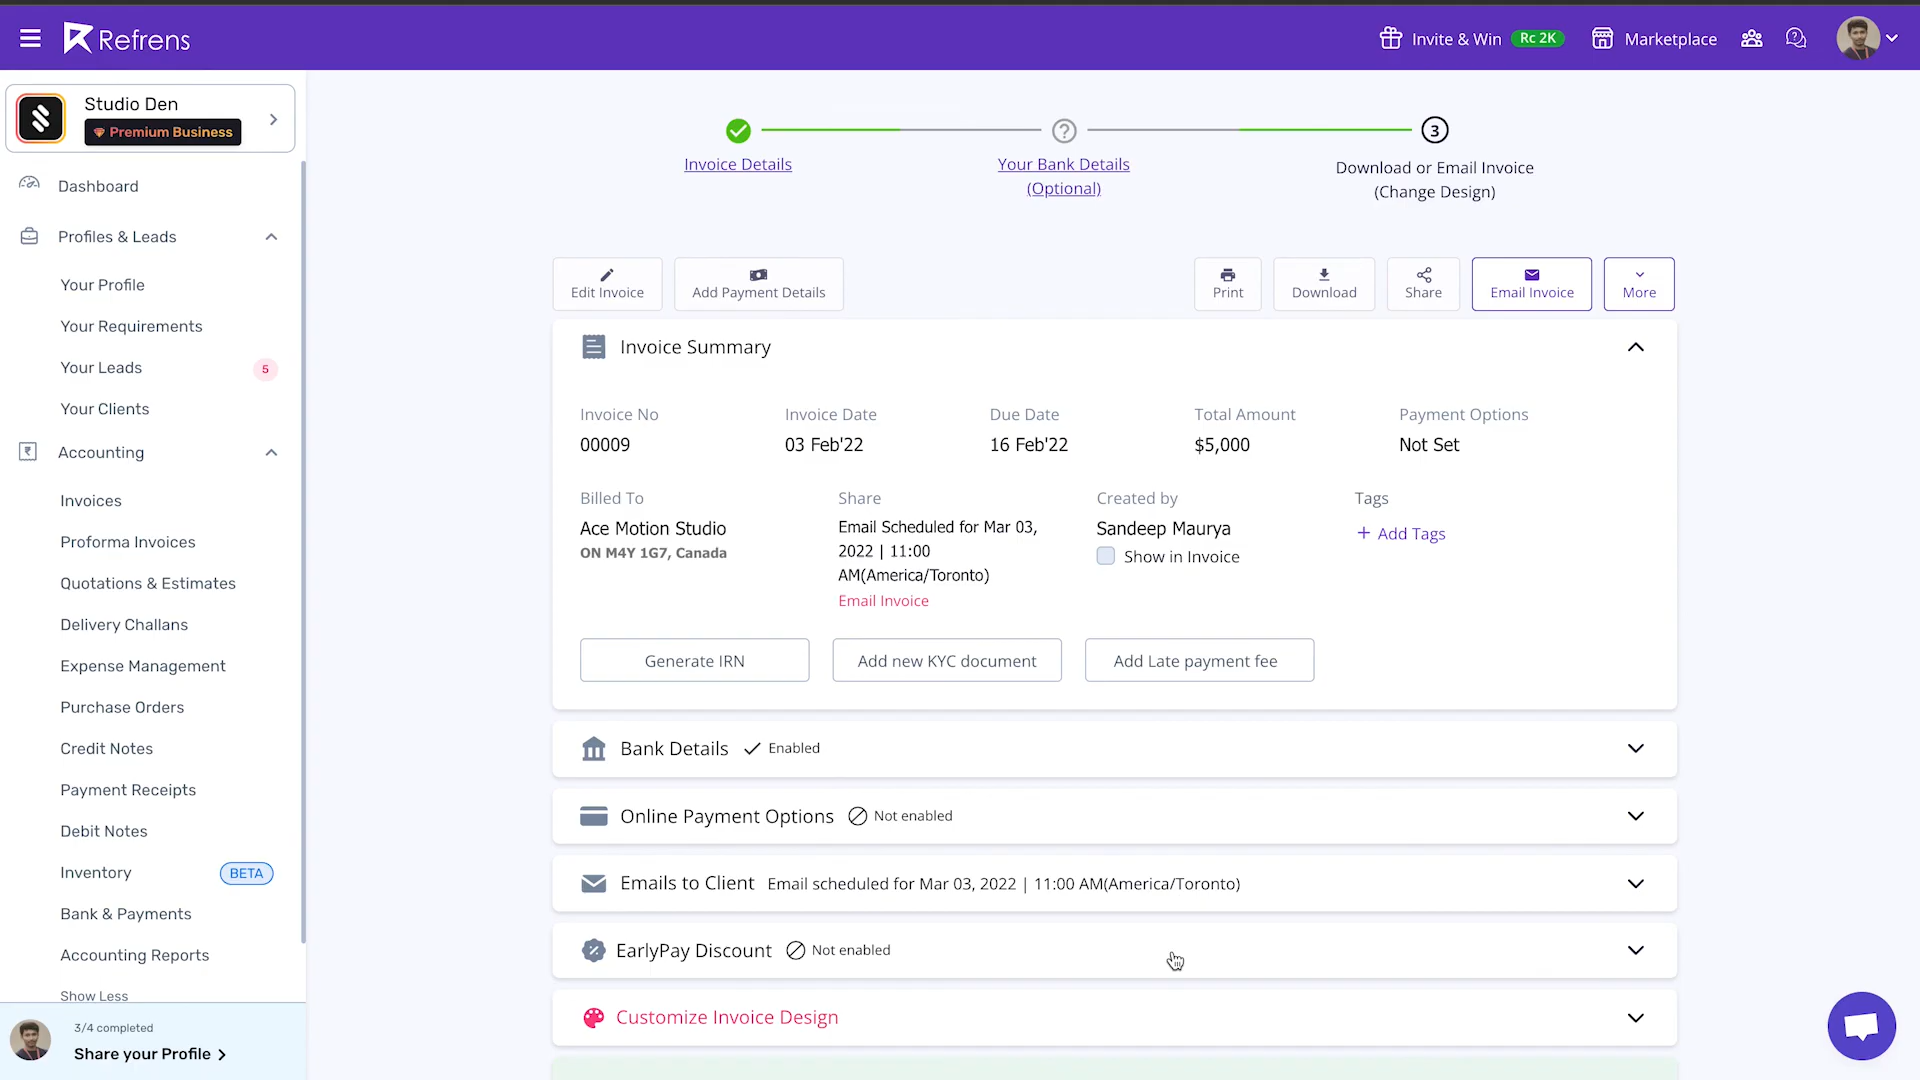 Refrens
Invite & Win
Rc 2K
Marketplace
Studio Den
Premium Business
Dashboard
Profiles & Leads
Your Profile
Your Requirements
Your Leads
5
Your Clients
Accounting
Invoices
Proforma Invoices
Quotations & Estimates
Delivery Challans
Expense Management
Purchase Orders
Credit Notes
Payment Receipts
Debit Notes
Inventory
BETA
Bank & Payments
Accounting Reports
Show Less
3/4 completed
Share your Profile
Invoice Details
?
Your Bank Details
(Optional)
3
Download or Email Invoice
(Change Design)
Edit Invoice
Add Payment Details
Print
Download
Share
Email Invoice
More
Invoice Summary
Invoice No
00009
Invoice Date
03 Feb'22
Due Date
16 Feb'22
Total Amount
$5,000
Payment Options
Not Set
Billed To
Ace Motion Studio
ON M4Y 1G7, Canada
Share
Email Scheduled for Mar 03,
2022 | 11:00
AM(America/Toronto)
Email Invoice
Created by
Sandeep Maurya
Show in Invoice
Tags
+ Add Tags
Generate IRN
Add new KYC document
Add Late payment fee
Bank Details
Enabled
Online Payment Options
Not enabled
Emails to Client
Email scheduled for Mar 03, 2022 | 11:00 AM(America/Toronto)
EarlyPay Discount
Not enabled
Customize Invoice Design